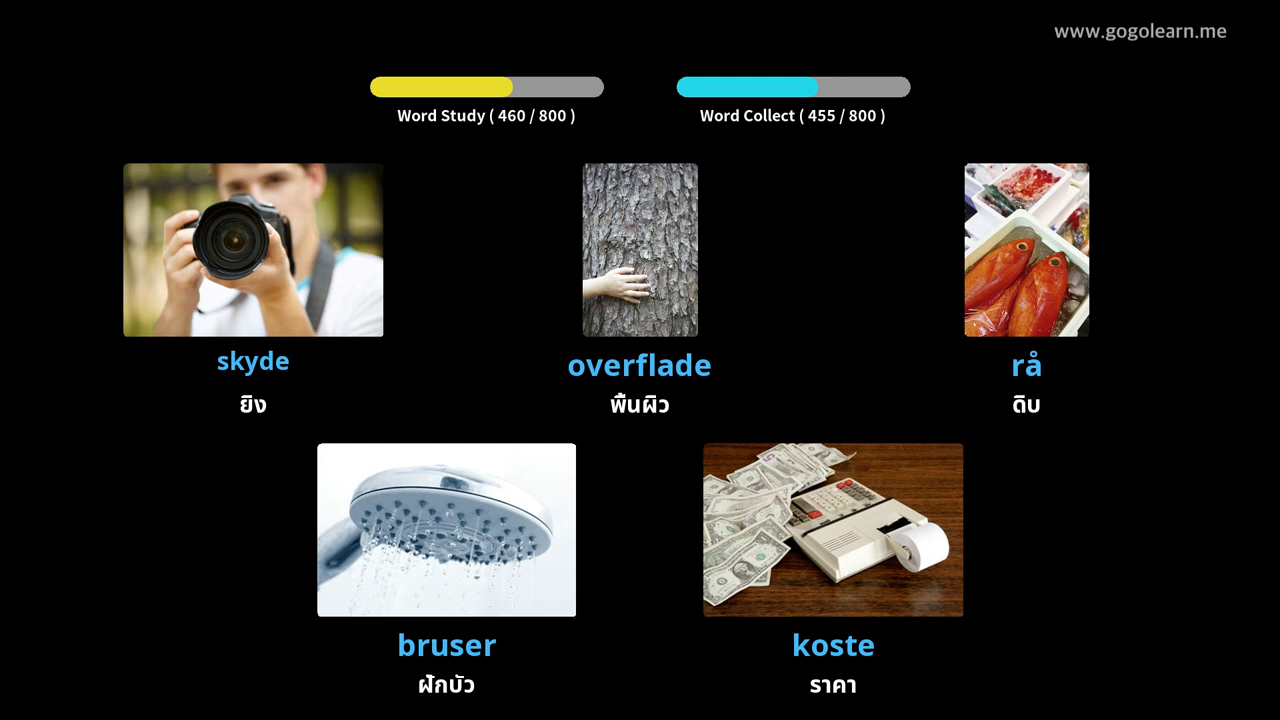 www.gogolearn.me
Word Study ( 460 / 800 )
Word Collect ( 455 / 800 )
skyde
ยิง
overflade
พื้นผิว
rå
ดิบ
bruser
ฝักบัว
koste
ราคา